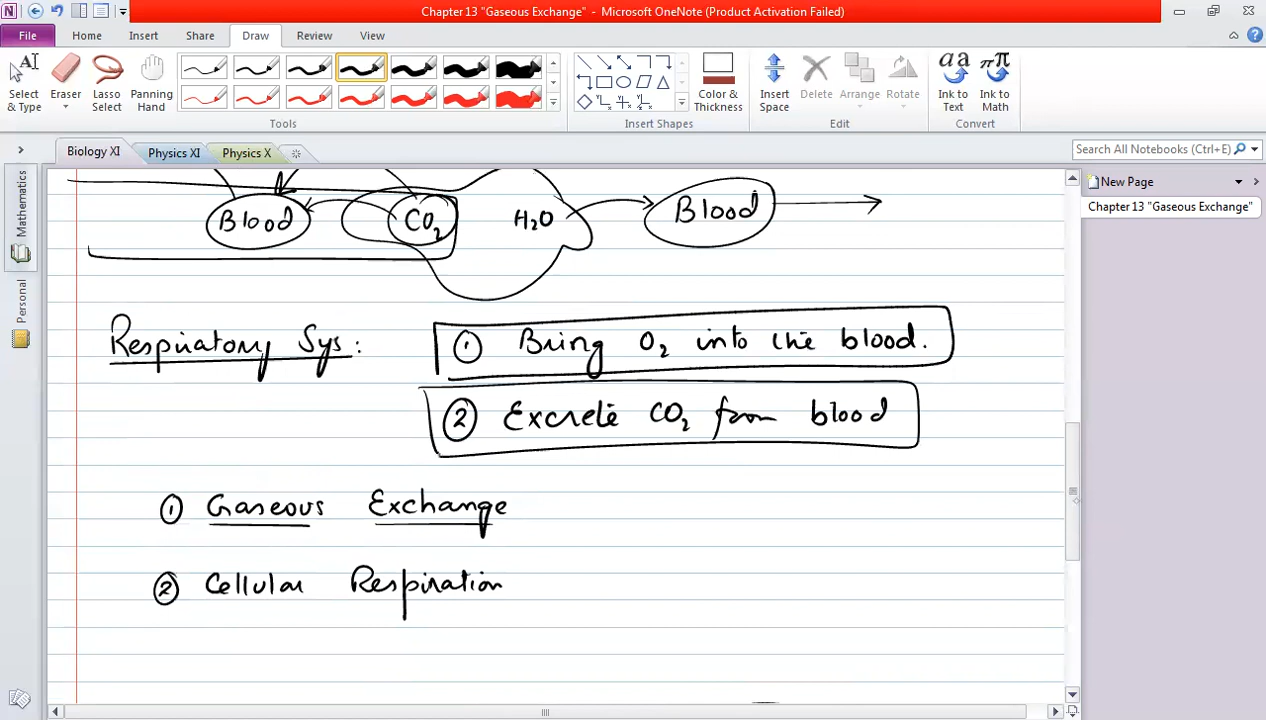 Chapter 13 "Gaseous Exchange" - Microsoft OneNote (Product Activation Failed)
File Home Insert Share Draw Review View
Select & Type
Eraser
Lasso Select
Panning Hand
Color & Thickness
Insert Space
Delete
Arrange
Rotate
Ink to Text
Ink to Math
Tools Insert Shapes Edit Convert
Biology XI Physics XI Physics X
Search All Notebooks (Ctrl+E)
New Page
Chapter 13 "Gaseous Exchange"
Mathematics
Personal
Blood CO₂ H₂O Blood
Respiratory Sys : ① Bring O₂ into the blood.
② Excrete CO₂ from blood
① Gaseous Exchange
② Cellular Respiration